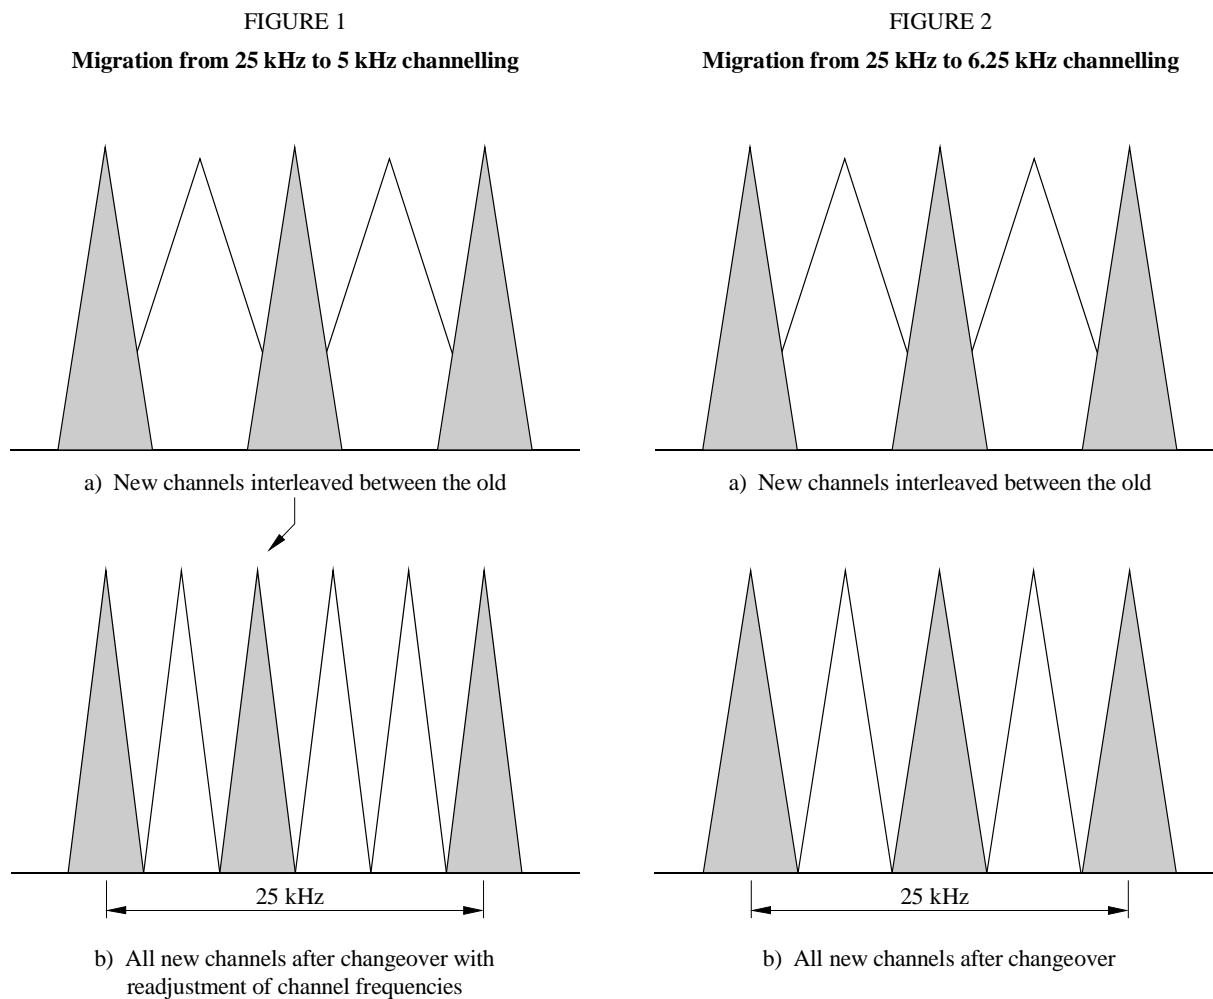 FIGURE 1
Migration from 25 kHz to 5 kHz channelling
a) New channels interleaved between the old
25 kHz
b) All new channels after changeover with
readjustment of channel frequencies
FIGURE 2
Migration from 25 kHz to 6.25 kHz channelling
a) New channels interleaved between the old
25 kHz
b) All new channels after changeover